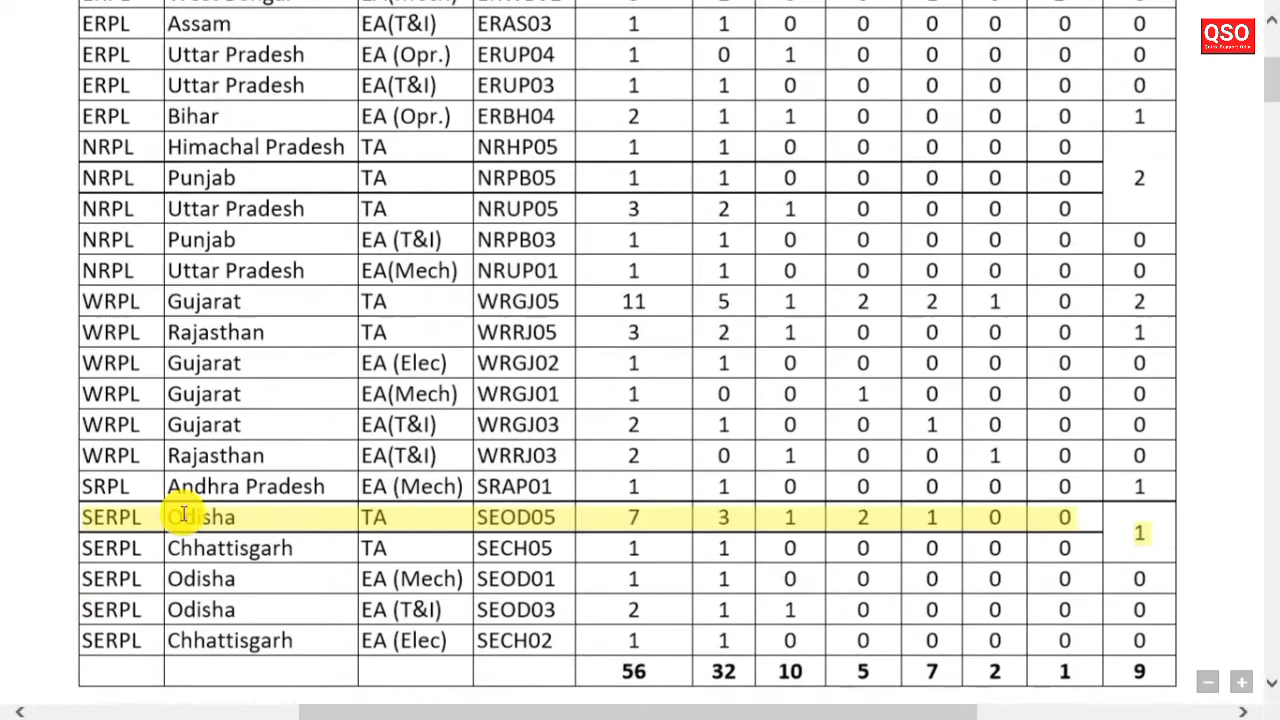 QSO
Quick Support Odia
ERPL Assam EA(T&I) ERAS03 1 1 0 0 0 0 0 0
ERPL Uttar Pradesh EA (Opr.) ERUP04 1 0 1 0 0 0 0 0
ERPL Uttar Pradesh EA(T&I) ERUP03 1 1 0 0 0 0 0 0
ERPL Bihar EA (Opr.) ERBH04 2 1 1 0 0 0 0 1
NRPL Himachal Pradesh TA NRHP05 1 1 0 0 0 0 0
NRPL Punjab TA NRPB05 1 1 0 0 0 0 0 2
NRPL Uttar Pradesh TA NRUP05 3 2 1 0 0 0 0
NRPL Punjab EA (T&I) NRPB03 1 1 0 0 0 0 0 0
NRPL Uttar Pradesh EA(Mech) NRUP01 1 1 0 0 0 0 0 0
WRPL Gujarat TA WRGJ05 11 5 1 2 2 1 0 2
WRPL Rajasthan TA WRRJ05 3 2 1 0 0 0 0 1
WRPL Gujarat EA (Elec) WRGJ02 1 1 0 0 0 0 0 0
WRPL Gujarat EA(Mech) WRGJ01 1 0 0 1 0 0 0 0
WRPL Gujarat EA(T&I) WRGJ03 2 1 0 0 1 0 0 0
WRPL Rajasthan EA(T&I) WRRJ03 2 0 1 0 0 1 0 0
SRPL Andhra Pradesh EA (Mech) SRAP01 1 1 0 0 0 0 0 1
SERPL Odisha TA SEOD05 7 3 1 2 1 0 0 1
SERPL Chhattisgarh TA SECH05 1 1 0 0 0 0 0
SERPL Odisha EA (Mech) SEOD01 1 1 0 0 0 0 0 0
SERPL Odisha EA (T&I) SEOD03 2 1 1 0 0 0 0 0
SERPL Chhattisgarh EA (Elec) SECH02 1 1 0 0 0 0 0 0
56 32 10 5 7 2 1 9